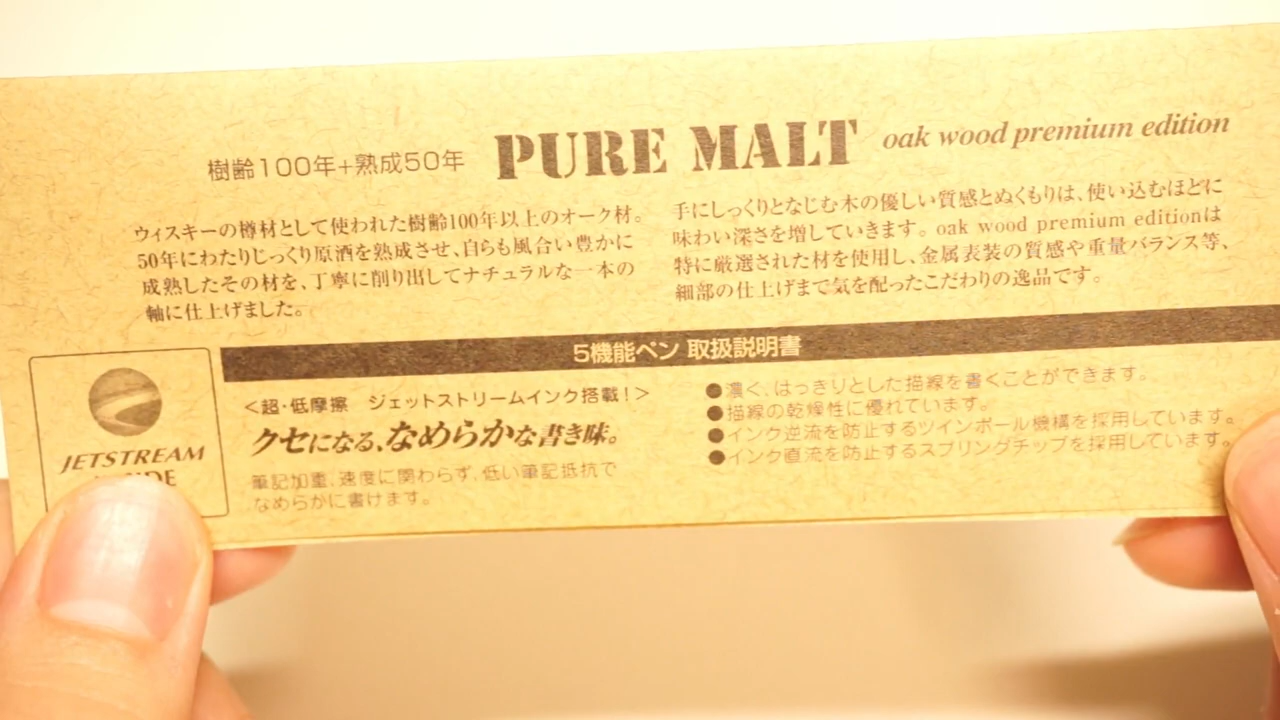 樹齢100年+熟成50年 PURE MALT oak wood premium edition
ウィスキーの樽材として使われた樹齢100年以上のオーク材。
50年にわたりじっくり原酒を熟成させ、自らも風合い豊かに
成熟したその材を、丁寧に削り出してナチュラルな一本の
軸に仕上げました。
手にしっくりとなじむ木の優しい質感とぬくもりは、使い込むほどに
味わい深さを増していきます。oak wood premium editionは
特に厳選された材を使用し、金属表装の質感や重量バランス等、
細部の仕上げまで気を配ったこだわりの逸品です。
5機能ペン 取扱説明書
JETSTREAM
<超・低摩擦 ジェットストリームインク搭載!>
クセになる、なめらかな書き味。
筆記加重、速度に関わらず、低い筆記抵抗で
なめらかに書けます。
●濃く、はっきりとした描線を書くことができます。
●描線の乾燥性に優れています。
●インク逆流を防止するツインボール機構を採用しています。
●インク直流を防止するスプリングチップを採用しています。